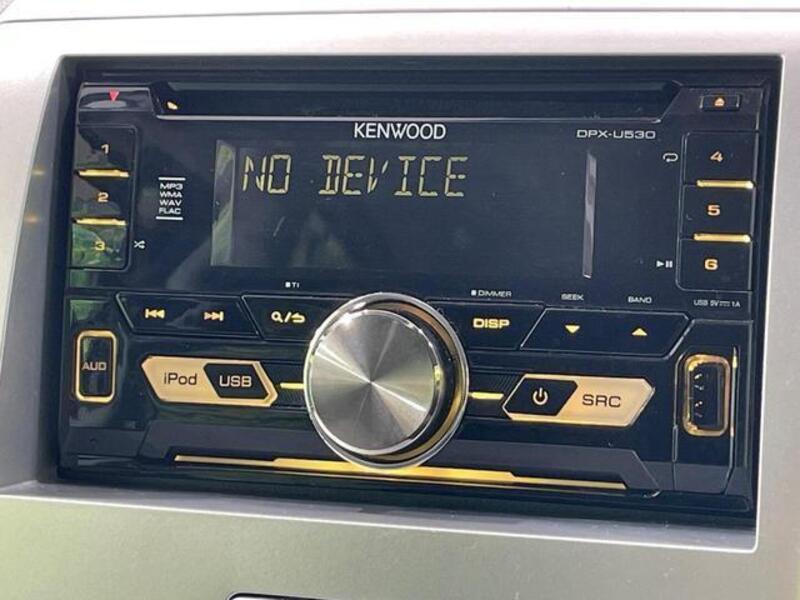 KENWOOD
DPX-U530
NO DEVICE
1
2
3
MP3
WMA
WAV
FLAC
4
5
6
USB 5V⎓1A
TI
DIMMER
SEEK
BAND
DISP
AUD
iPod
USB
SRC